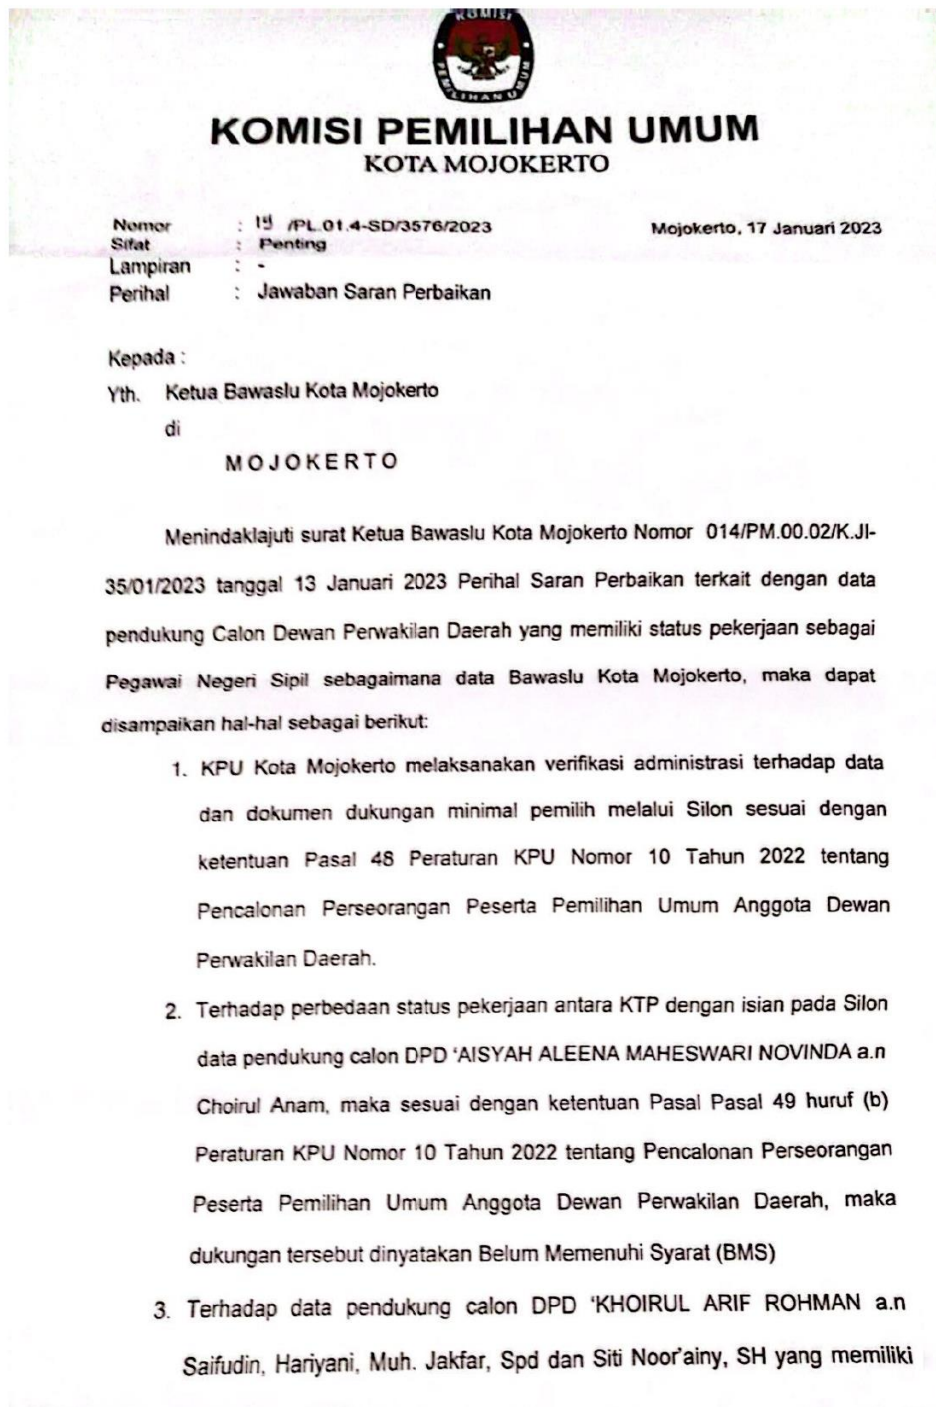 KOMISI
PEMILIHAN UMUM
KOMISI PEMILIHAN UMUM
KOTA MOJOKERTO
Nomor : 19 /PL.01.4-SD/3576/2023 Mojokerto, 17 Januari 2023
Sifat : Penting
Lampiran : -
Perihal : Jawaban Saran Perbaikan
Kepada :
Yth. Ketua Bawaslu Kota Mojokerto
di
MOJOKERTO
Menindaklajuti surat Ketua Bawaslu Kota Mojokerto Nomor 014/PM.00.02/K.JI-
35/01/2023 tanggal 13 Januari 2023 Perihal Saran Perbaikan terkait dengan data
pendukung Calon Dewan Perwakilan Daerah yang memiliki status pekerjaan sebagai
Pegawai Negeri Sipil sebagaimana data Bawaslu Kota Mojokerto, maka dapat
disampaikan hal-hal sebagai berikut:
1. KPU Kota Mojokerto melaksanakan verifikasi administrasi terhadap data
dan dokumen dukungan minimal pemilih melalui Silon sesuai dengan
ketentuan Pasal 48 Peraturan KPU Nomor 10 Tahun 2022 tentang
Pencalonan Perseorangan Peserta Pemilihan Umum Anggota Dewan
Perwakilan Daerah.
2. Terhadap perbedaan status pekerjaan antara KTP dengan isian pada Silon
data pendukung calon DPD ‘AISYAH ALEENA MAHESWARI NOVINDA a.n
Choirul Anam, maka sesuai dengan ketentuan Pasal Pasal 49 huruf (b)
Peraturan KPU Nomor 10 Tahun 2022 tentang Pencalonan Perseorangan
Peserta Pemilihan Umum Anggota Dewan Perwakilan Daerah, maka
dukungan tersebut dinyatakan Belum Memenuhi Syarat (BMS)
3. Terhadap data pendukung calon DPD ‘KHOIRUL ARIF ROHMAN a.n
Saifudin, Hariyani, Muh. Jakfar, Spd dan Siti Noor’ainy, SH yang memiliki